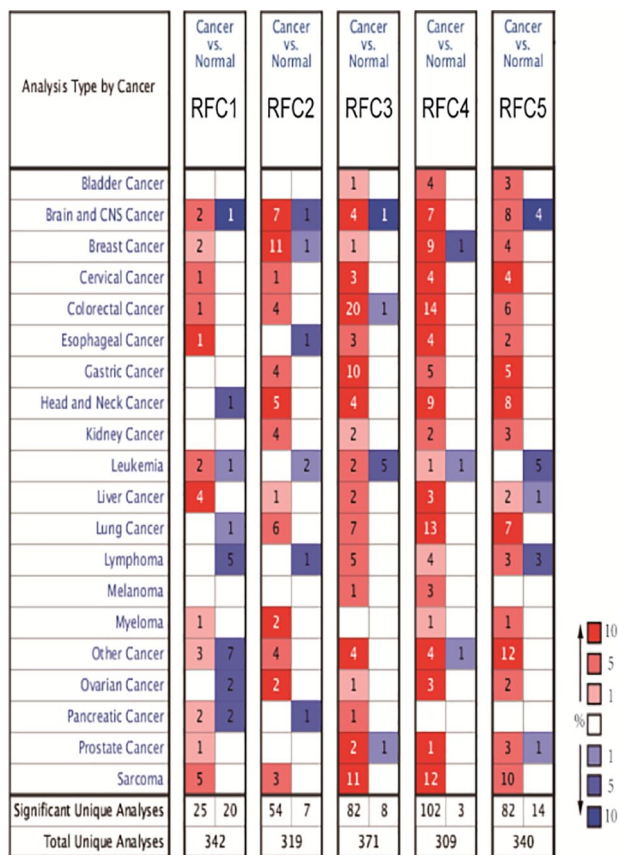 Analysis Type by Cancer
Cancer vs. Normal Cancer vs. Normal Cancer vs. Normal Cancer vs. Normal Cancer vs. Normal
RFC1 RFC2 RFC3 RFC4 RFC5
Bladder Cancer 1 4 3
Brain and CNS Cancer 2 1 7 1 4 1 7 8 4
Breast Cancer 2 11 1 1 9 1 4
Cervical Cancer 1 1 3 4 4
Colorectal Cancer 1 4 20 1 14 6
Esophageal Cancer 1 1 3 4 2
Gastric Cancer 4 10 5 5
Head and Neck Cancer 1 5 4 9 8
Kidney Cancer 4 2 2 3
Leukemia 2 1 2 2 5 1 1 5
Liver Cancer 4 1 2 3 2 1
Lung Cancer 1 6 7 13 7
Lymphoma 5 1 5 4 3 3
Melanoma 1 3
Myeloma 1 2 1 1
Other Cancer 3 7 4 4 4 1 12
Ovarian Cancer 2 2 1 3 2
Pancreatic Cancer 2 2 1 1
Prostate Cancer 1 2 1 1 3 1
Sarcoma 5 3 11 12 10
Significant Unique Analyses 25 20 54 7 82 8 102 3 82 14
Total Unique Analyses 342 319 371 309 340
10
5
1
%
1
5
10